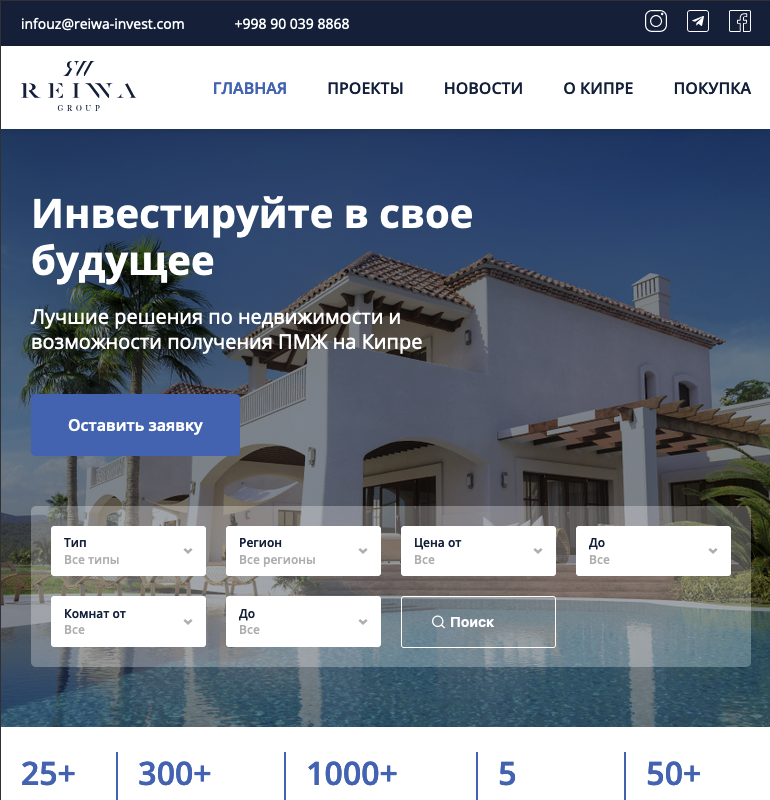 infouz@reiwa-invest.com +998 90 039 8868
REIWA
GROUP
ГЛАВНАЯ ПРОЕКТЫ НОВОСТИ О КИПРЕ ПОКУПКА
Инвестируйте в свое
будущее
Лучшие решения по недвижимости и
возможности получения ПМЖ на Кипре
Оставить заявку
Тип Регион Цена от До
Все типы Все регионы Все Все
Комнат от До
Все Все
Поиск
25+ 300+ 1000+ 5 50+